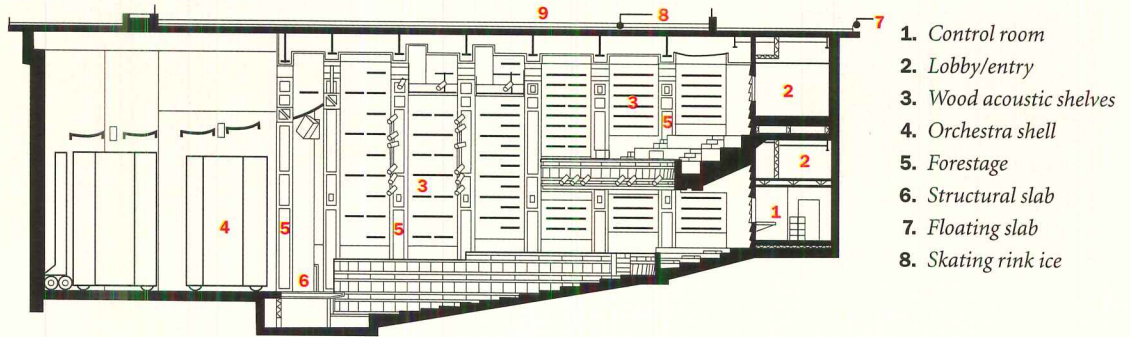 9 8 7
2
3
5
2
3
4 5 5 1
6
1. Control room
2. Lobby/entry
3. Wood acoustic shelves
4. Orchestra shell
5. Forestage
6. Structural slab
7. Floating slab
8. Skating rink ice